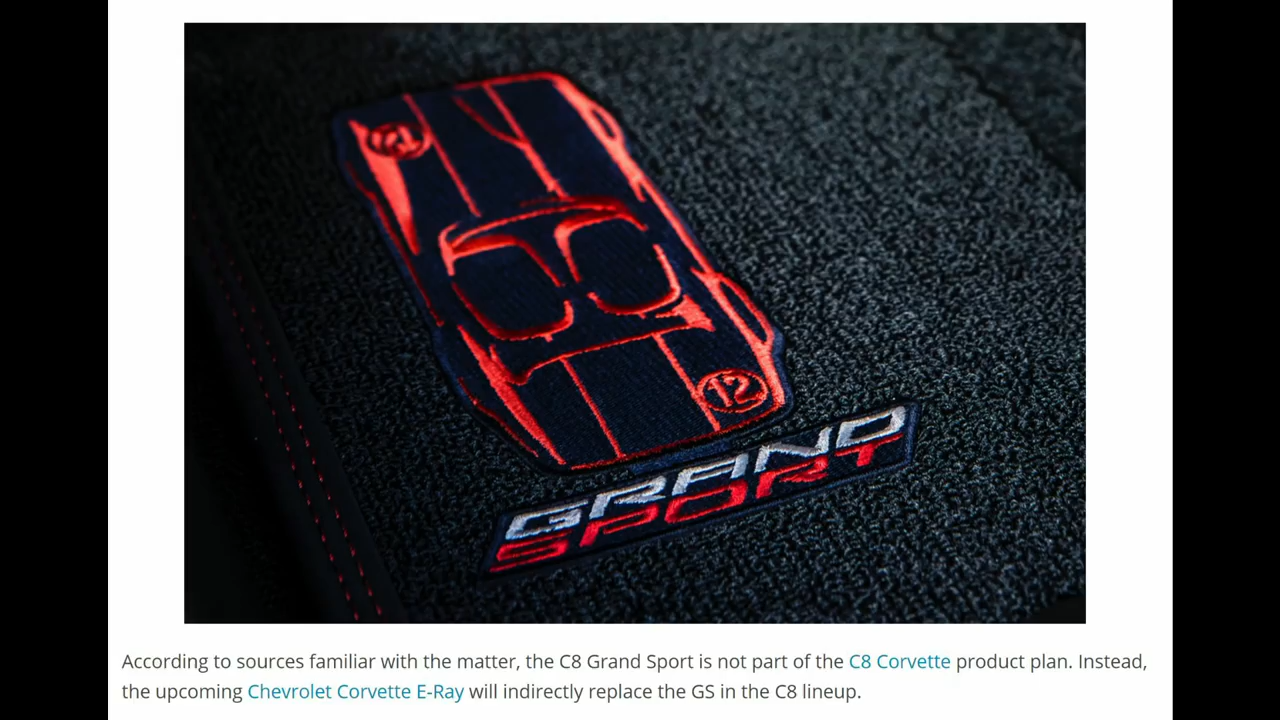 12
12
GRAND
SPORT
According to sources familiar with the matter, the C8 Grand Sport is not part of the C8 Corvette product plan. Instead,
the upcoming Chevrolet Corvette E-Ray will indirectly replace the GS in the C8 lineup.